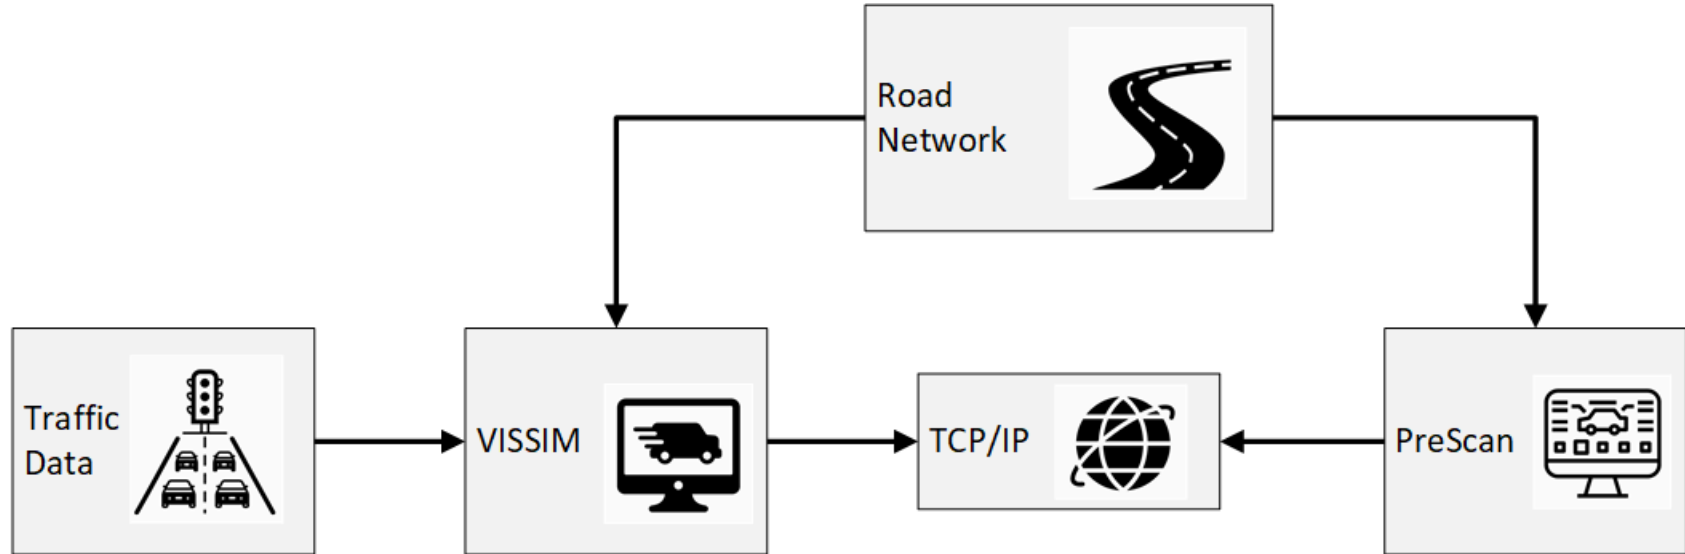 Road
Network
Traffic
Data
VISSIM
TCP/IP
PreScan